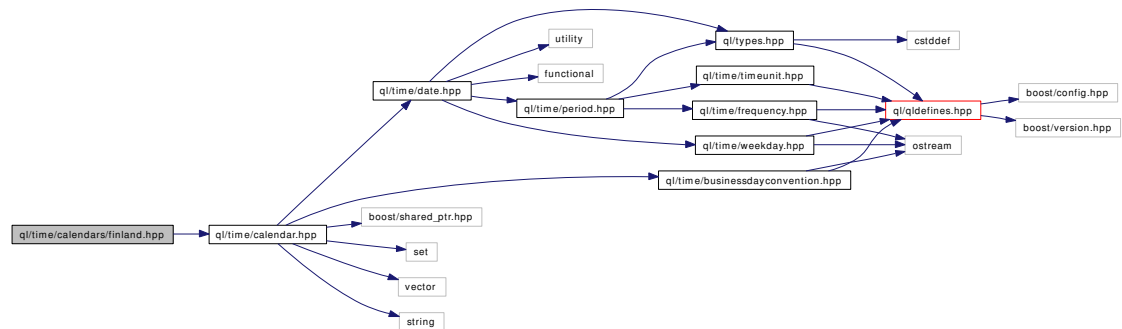 utility
ql/types.hpp
cstddef
functional
ql/time/timeunit.hpp
ql/time/date.hpp
boost/config.hpp
ql/time/period.hpp
ql/time/frequency.hpp
ql/qldefines.hpp
boost/version.hpp
ql/time/weekday.hpp
ostream
ql/time/businessdayconvention.hpp
boost/shared_ptr.hpp
ql/time/calendars/finland.hpp
ql/time/calendar.hpp
set
vector
string